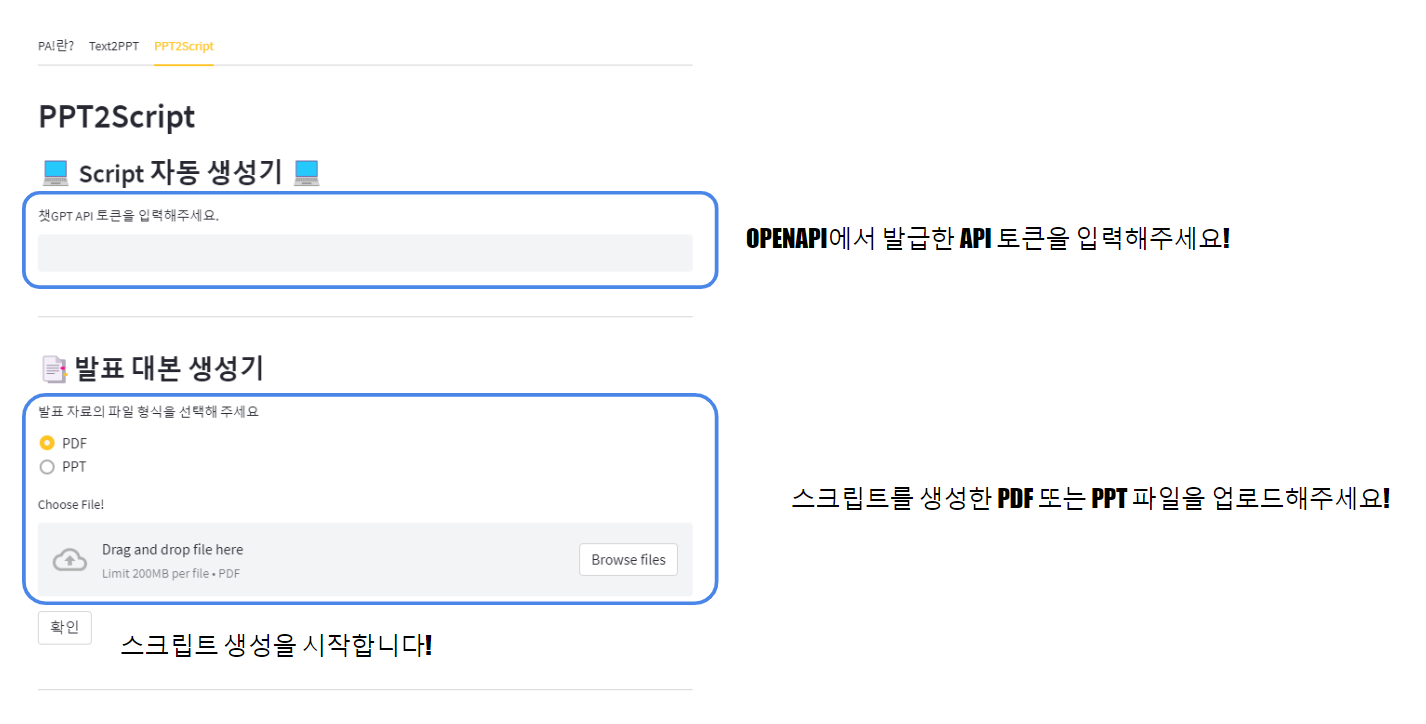 PA!란? Text2PPT PPT2Script
PPT2Script
Script 자동 생성기
챗GPT API 토큰을 입력해주세요.
OPENAPI에서 발급한 API 토큰을 입력해주세요!
발표 대본 생성기
발표 자료의 파일 형식을 선택해 주세요
PDF
PPT
스크립트를 생성한 PDF 또는 PPT 파일을 업로드해주세요!
Choose File!
Drag and drop file here
Limit 200MB per file • PDF
Browse files
확인
스크립트 생성을 시작합니다!